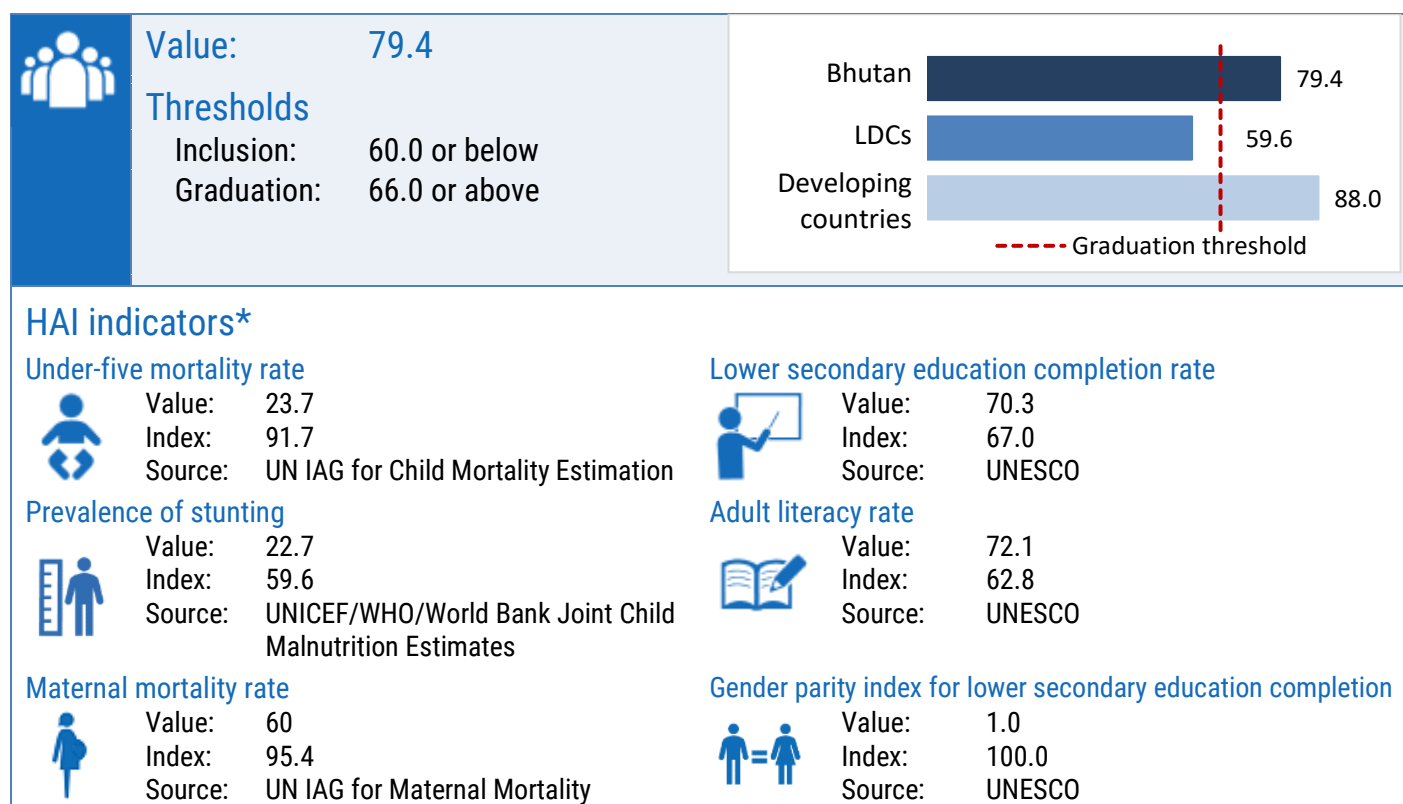 Value: 79.4
Thresholds
Inclusion: 60.0 or below
Graduation: 66.0 or above
Bhutan 79.4
LDCs 59.6
Developing
countries 88.0
Graduation threshold
HAI indicators*
Under-five mortality rate
Value: 23.7
Index: 91.7
Source: UN IAG for Child Mortality Estimation
Prevalence of stunting
Value: 22.7
Index: 59.6
Source: UNICEF/WHO/World Bank Joint Child
Malnutrition Estimates
Maternal mortality rate
Value: 60
Index: 95.4
Source: UN IAG for Maternal Mortality
Lower secondary education completion rate
Value: 70.3
Index: 67.0
Source: UNESCO
Adult literacy rate
Value: 72.1
Index: 62.8
Source: UNESCO
Gender parity index for lower secondary education completion
Value: 1.0
Index: 100.0
Source: UNESCO